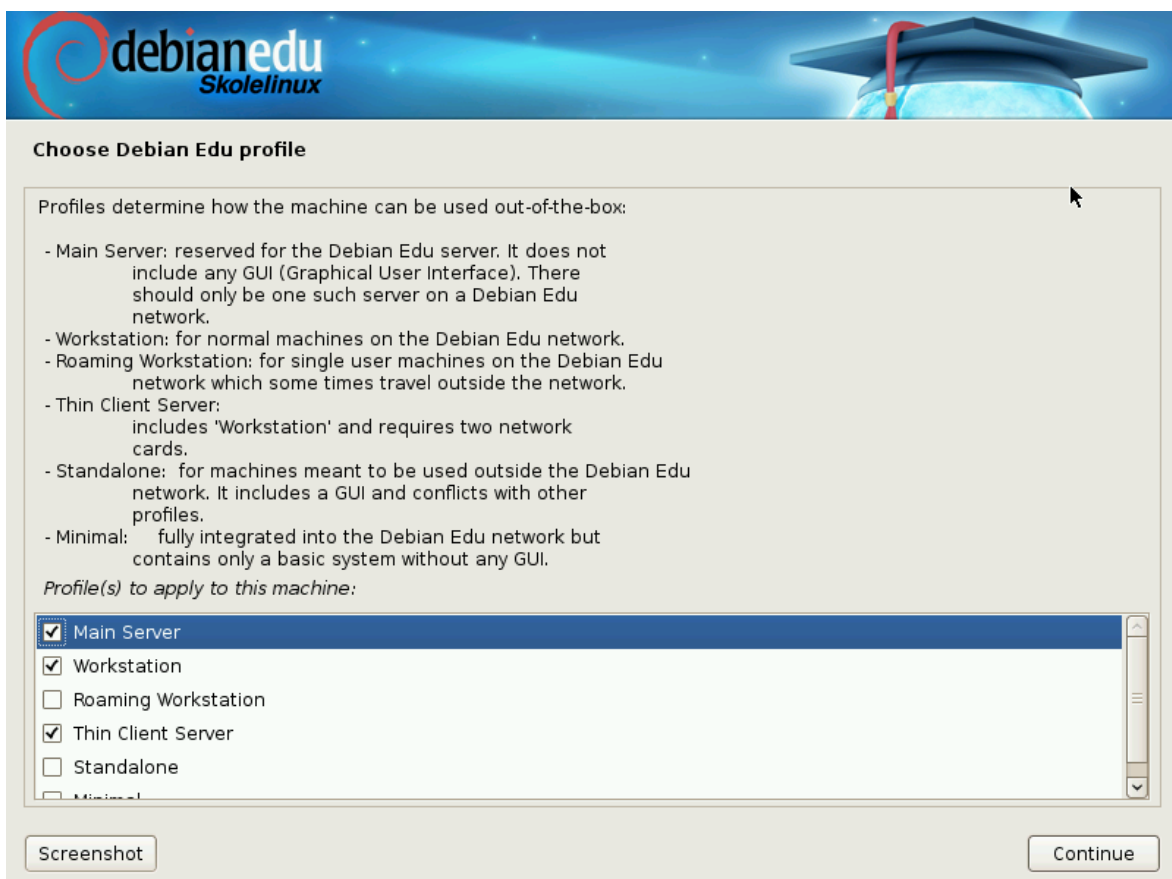 debianedu
Skolelinux
Choose Debian Edu profile
Profiles determine how the machine can be used out-of-the-box:
- Main Server: reserved for the Debian Edu server. It does not
include any GUI (Graphical User Interface). There
should only be one such server on a Debian Edu
network.
- Workstation: for normal machines on the Debian Edu network.
- Roaming Workstation: for single user machines on the Debian Edu
network which some times travel outside the network.
- Thin Client Server:
includes 'Workstation' and requires two network
cards.
- Standalone: for machines meant to be used outside the Debian Edu
network. It includes a GUI and conflicts with other
profiles.
- Minimal: fully integrated into the Debian Edu network but
contains only a basic system without any GUI.
Profile(s) to apply to this machine:
Main Server
Workstation
Roaming Workstation
Thin Client Server
Standalone
Minimal
Screenshot
Continue